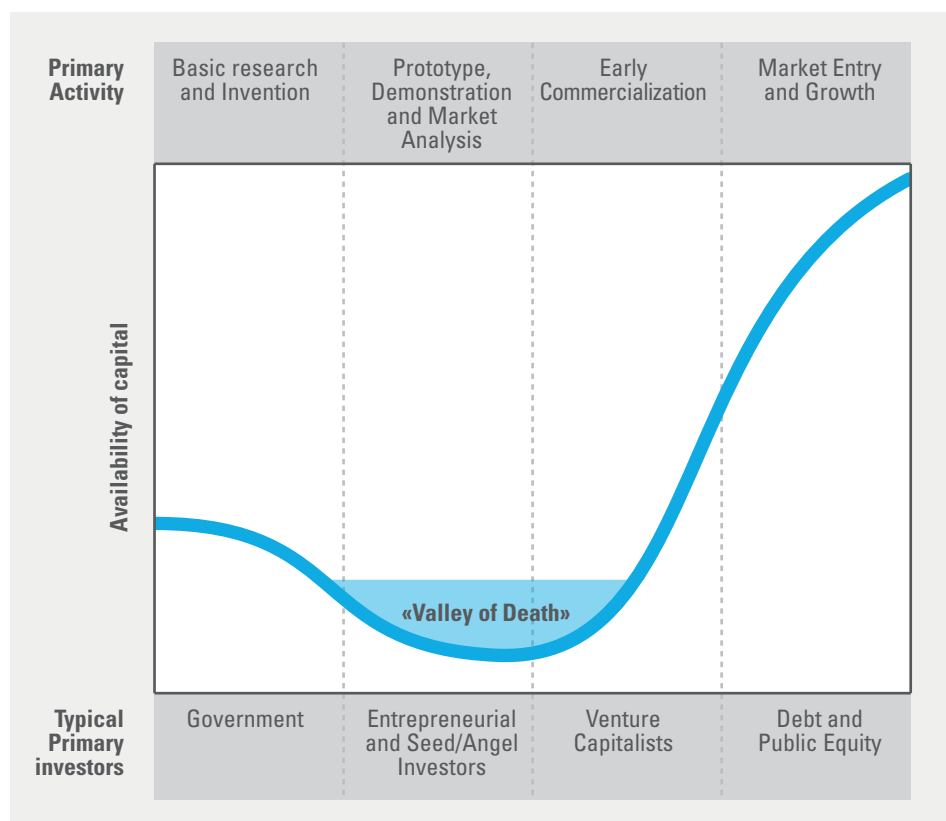 Primary
Activity
Basic research
and Invention
Prototype,
Demonstration
and Market
Analysis
Early
Commercialization
Market Entry
and Growth
Availability of capital
«Valley of Death»
Typical
Primary
investors
Government
Entrepreneurial
and Seed/Angel
Investors
Venture
Capitalists
Debt and
Public Equity